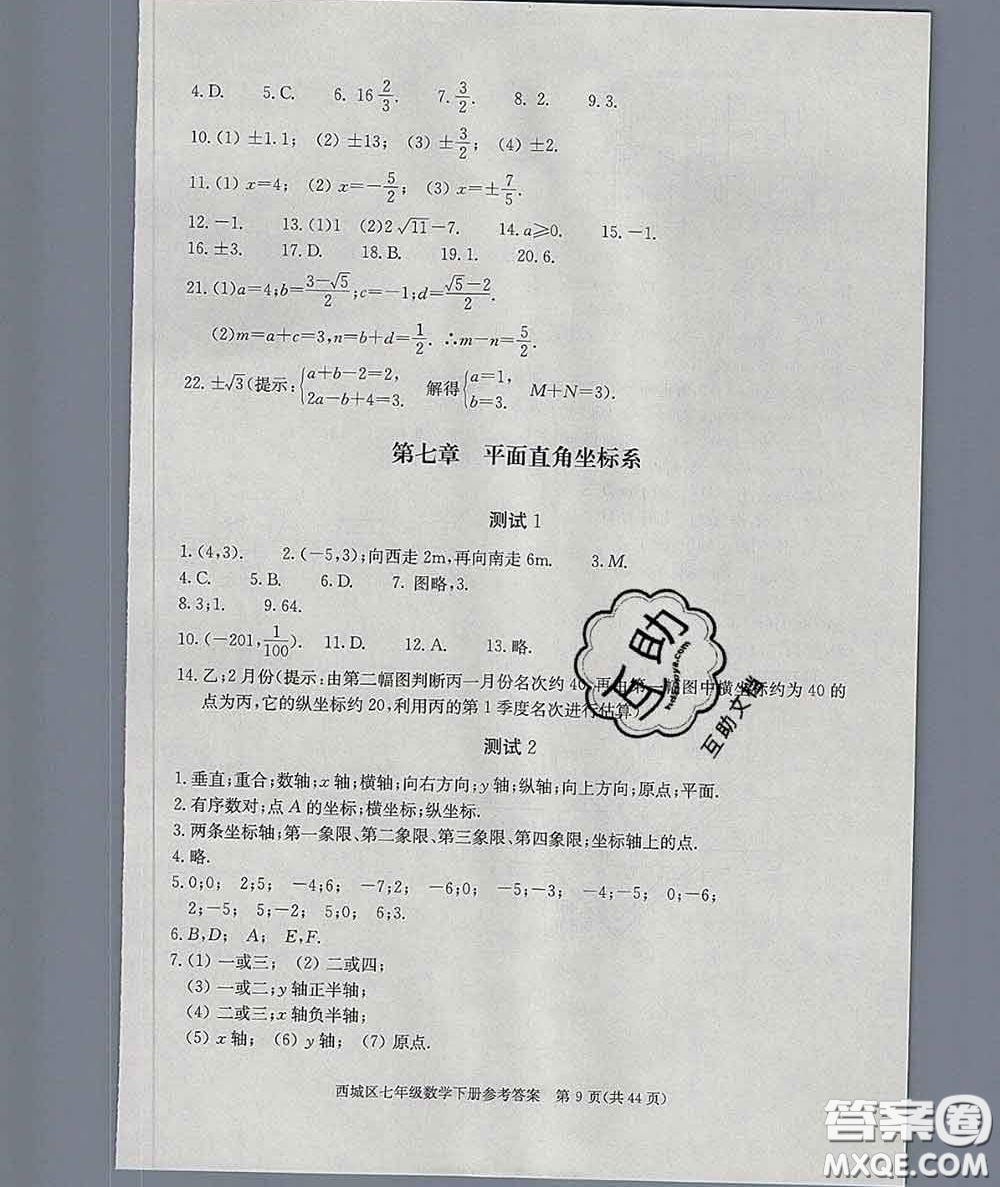 4. D.  5. C.  6. 16 2/3.  7. 3/2.  8. 2.  9. 3.
10. (1) ±1.1; (2) ±13; (3) ±3/2; (4) ±2.
11. (1) x=4; (2) x=-5/2; (3) x=±7/5.
12. -1.  13. (1)1 (2)2√11-7.  14. a≥0.  15. -1.
16. ±3.  17. D.  18. B.  19. 1.  20. 6.
21. (1)a=4;b=(3-√5)/2;c=-1;d=(√5-2)/2.
(2)m=a+c=3,n=b+d=1/2. ∴m-n=5/2.
22. ±√3(提示:{a+b-2=2, 2a-b+4=3. 解得{a=1, b=3. M+N=3).
第七章 平面直角坐标系
测试1
1. (4,3).  2. (-5,3);向西走 2m,再向南走 6m.  3. M.
4. C.  5. B.  6. D.  7. 图略,3.
8. 3;1.  9. 64.
10. (-201,1/100).  11. D.  12. A.  13. 略.
14. 乙;2月份(提示:由第二幅图判断丙一月份名次约 40,再由第一幅图中横坐标约为 40 的
点为丙,它的纵坐标约 20,利用丙的第 1 季度名次进行估算)
测试2
1. 垂直;重合;数轴;x 轴;横轴;向右方向;y 轴;纵轴;向上方向;原点;平面.
2. 有序数对;点 A 的坐标;横坐标;纵坐标.
3. 两条坐标轴;第一象限、第二象限、第三象限、第四象限;坐标轴上的点.
4. 略.
5. 0;0; 2;5; -4;6; -7;2; -6;0; -5;-3; -4;-5; 0;-6;
2;-5; 5;-2; 5;0; 6;3.
6. B,D; A; E,F.
7. (1) 一或三; (2) 二或四;
(3) 一或二;y 轴正半轴;
(4) 二或三;x 轴负半轴;
(5) x 轴; (6) y 轴; (7) 原点.
西城区七年级数学下册参考答案 第 9 页(共 44 页)
互助
互助文档
答案圈
MXQE.COM